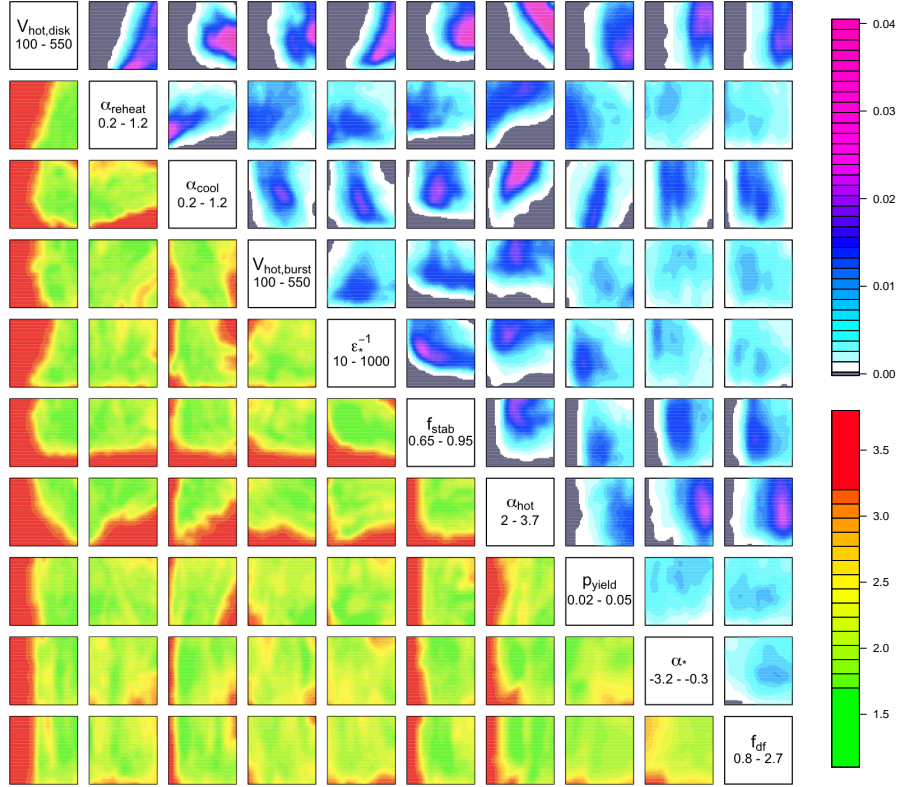 V_hot,disk
100 - 550
α_reheat
0.2 - 1.2
α_cool
0.2 - 1.2
V_hot,burst
100 - 550
ε_*^-1
10 - 1000
f_stab
0.65 - 0.95
α_hot
2 - 3.7
p_yield
0.02 - 0.05
α_*
-3.2 - -0.3
f_df
0.8 - 2.7
0.04
0.03
0.02
0.01
0.00
3.5
3.0
2.5
2.0
1.5